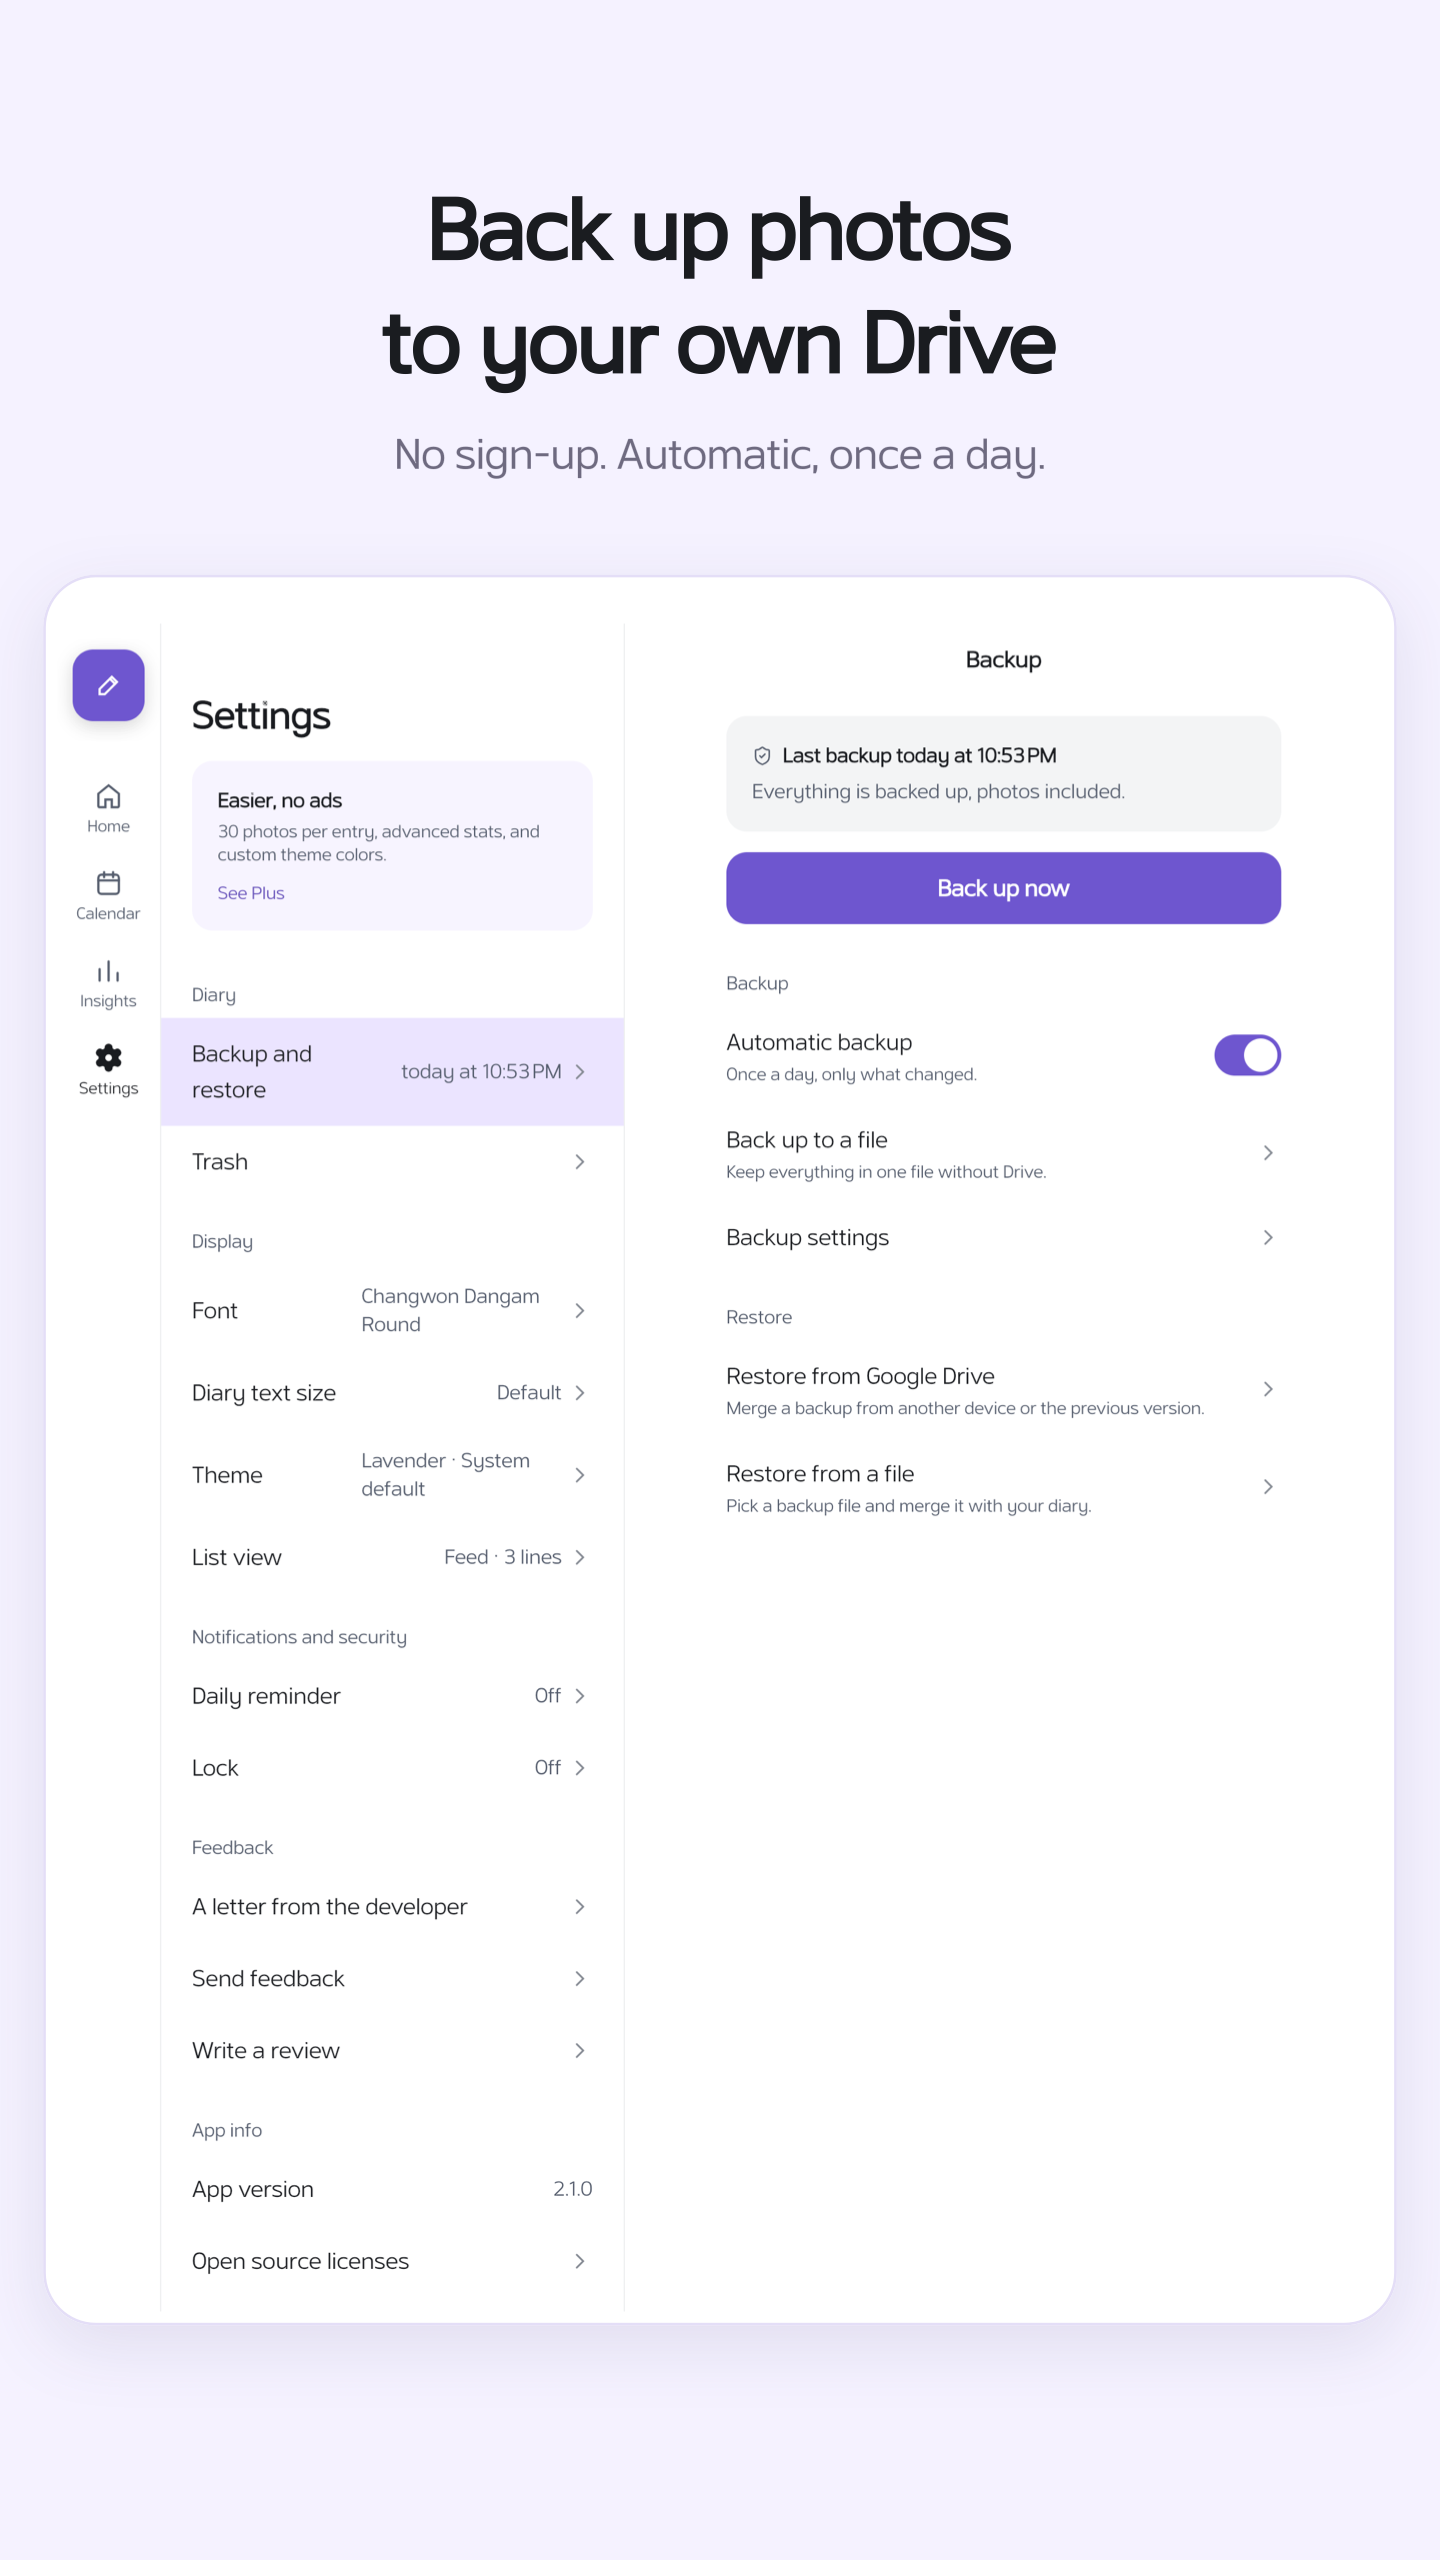 Back up photos
to your own Drive
No sign-up. Automatic, once a day.
Home
Calendar
Insights
Settings
Settings
Easier, no ads
30 photos per entry, advanced stats, and
custom theme colors.
See Plus
Diary
Backup and
restore
today at 10:53 PM
Trash
Display
Font
Changwon Dangam
Round
Diary text size
Default
Theme
Lavender · System
default
List view
Feed · 3 lines
Notifications and security
Daily reminder
Off
Lock
Off
Feedback
A letter from the developer
Send feedback
Write a review
App info
App version
2.1.0
Open source licenses
Backup
Last backup today at 10:53 PM
Everything is backed up, photos included.
Back up now
Backup
Automatic backup
Once a day, only what changed.
Back up to a file
Keep everything in one file without Drive.
Backup settings
Restore
Restore from Google Drive
Merge a backup from another device or the previous version.
Restore from a file
Pick a backup file and merge it with your diary.